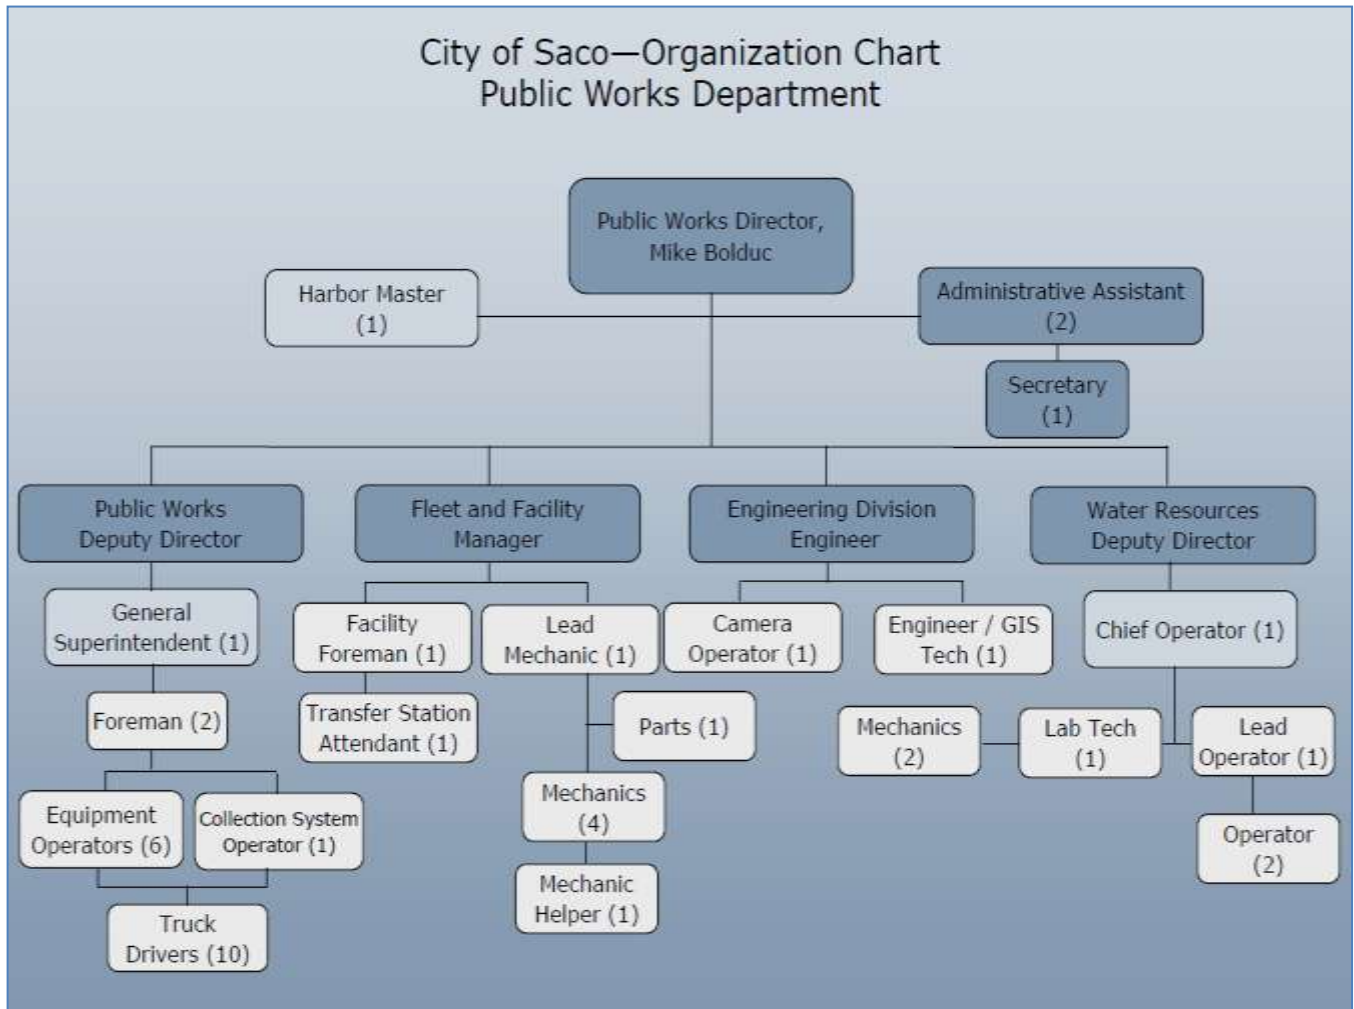 City of Saco—Organization Chart
Public Works Department
Public Works Director,
Mike Bolduc
Harbor Master
(1)
Administrative Assistant
(2)
Secretary
(1)
Public Works
Deputy Director
Fleet and Facility
Manager
Engineering Division
Engineer
Water Resources
Deputy Director
General
Superintendent (1)
Facility
Foreman (1)
Lead
Mechanic (1)
Camera
Operator (1)
Engineer / GIS
Tech (1)
Chief Operator (1)
Foreman (2)
Transfer Station
Attendant (1)
Parts (1)
Mechanics
(2)
Lab Tech
(1)
Lead
Operator (1)
Equipment
Operators (6)
Collection System
Operator (1)
Mechanics
(4)
Operator
(2)
Mechanic
Helper (1)
Truck
Drivers (10)